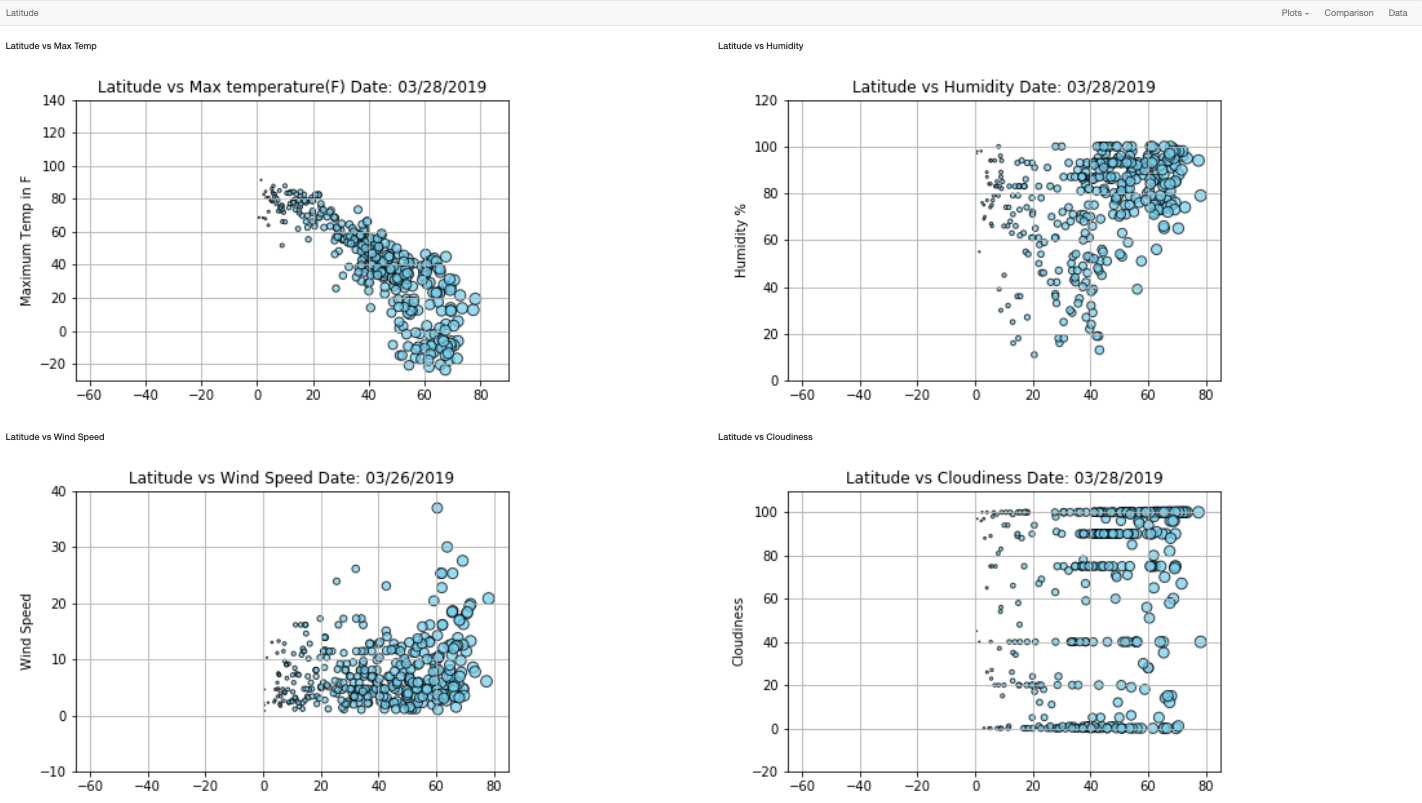 Latitude Plots Comparison Data
Latitude vs Max Temp
Latitude vs Max temperature(F) Date: 03/28/2019
140
120
100
80
60
40
20
0
−20
Maximum Temp in F
−60 −40 −20 0 20 40 60 80
Latitude vs Humidity
Latitude vs Humidity Date: 03/28/2019
120
100
80
60
40
20
0
Humidity %
−60 −40 −20 0 20 40 60 80
Latitude vs Wind Speed
Latitude vs Wind Speed Date: 03/26/2019
40
30
20
10
0
−10
Wind Speed
−60 −40 −20 0 20 40 60 80
Latitude vs Cloudiness
Latitude vs Cloudiness Date: 03/28/2019
100
80
60
40
20
0
−20
Cloudiness
−60 −40 −20 0 20 40 60 80